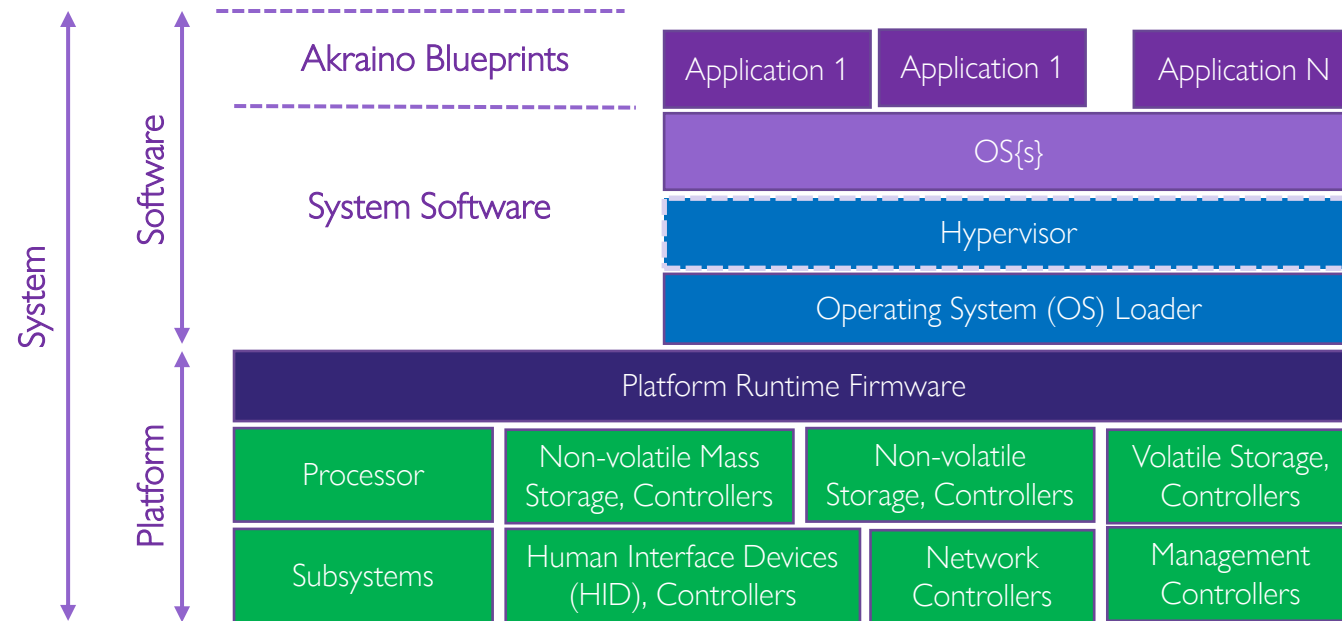 Akraino Blueprints
Application 1
Application 1
Application N
OS{s}
System Software
Hypervisor
Operating System (OS) Loader
Software
System
Platform Runtime Firmware
Platform
Processor
Non-volatile Mass
Storage, Controllers
Non-volatile
Storage, Controllers
Volatile Storage,
Controllers
Subsystems
Human Interface Devices
(HID), Controllers
Network
Controllers
Management
Controllers